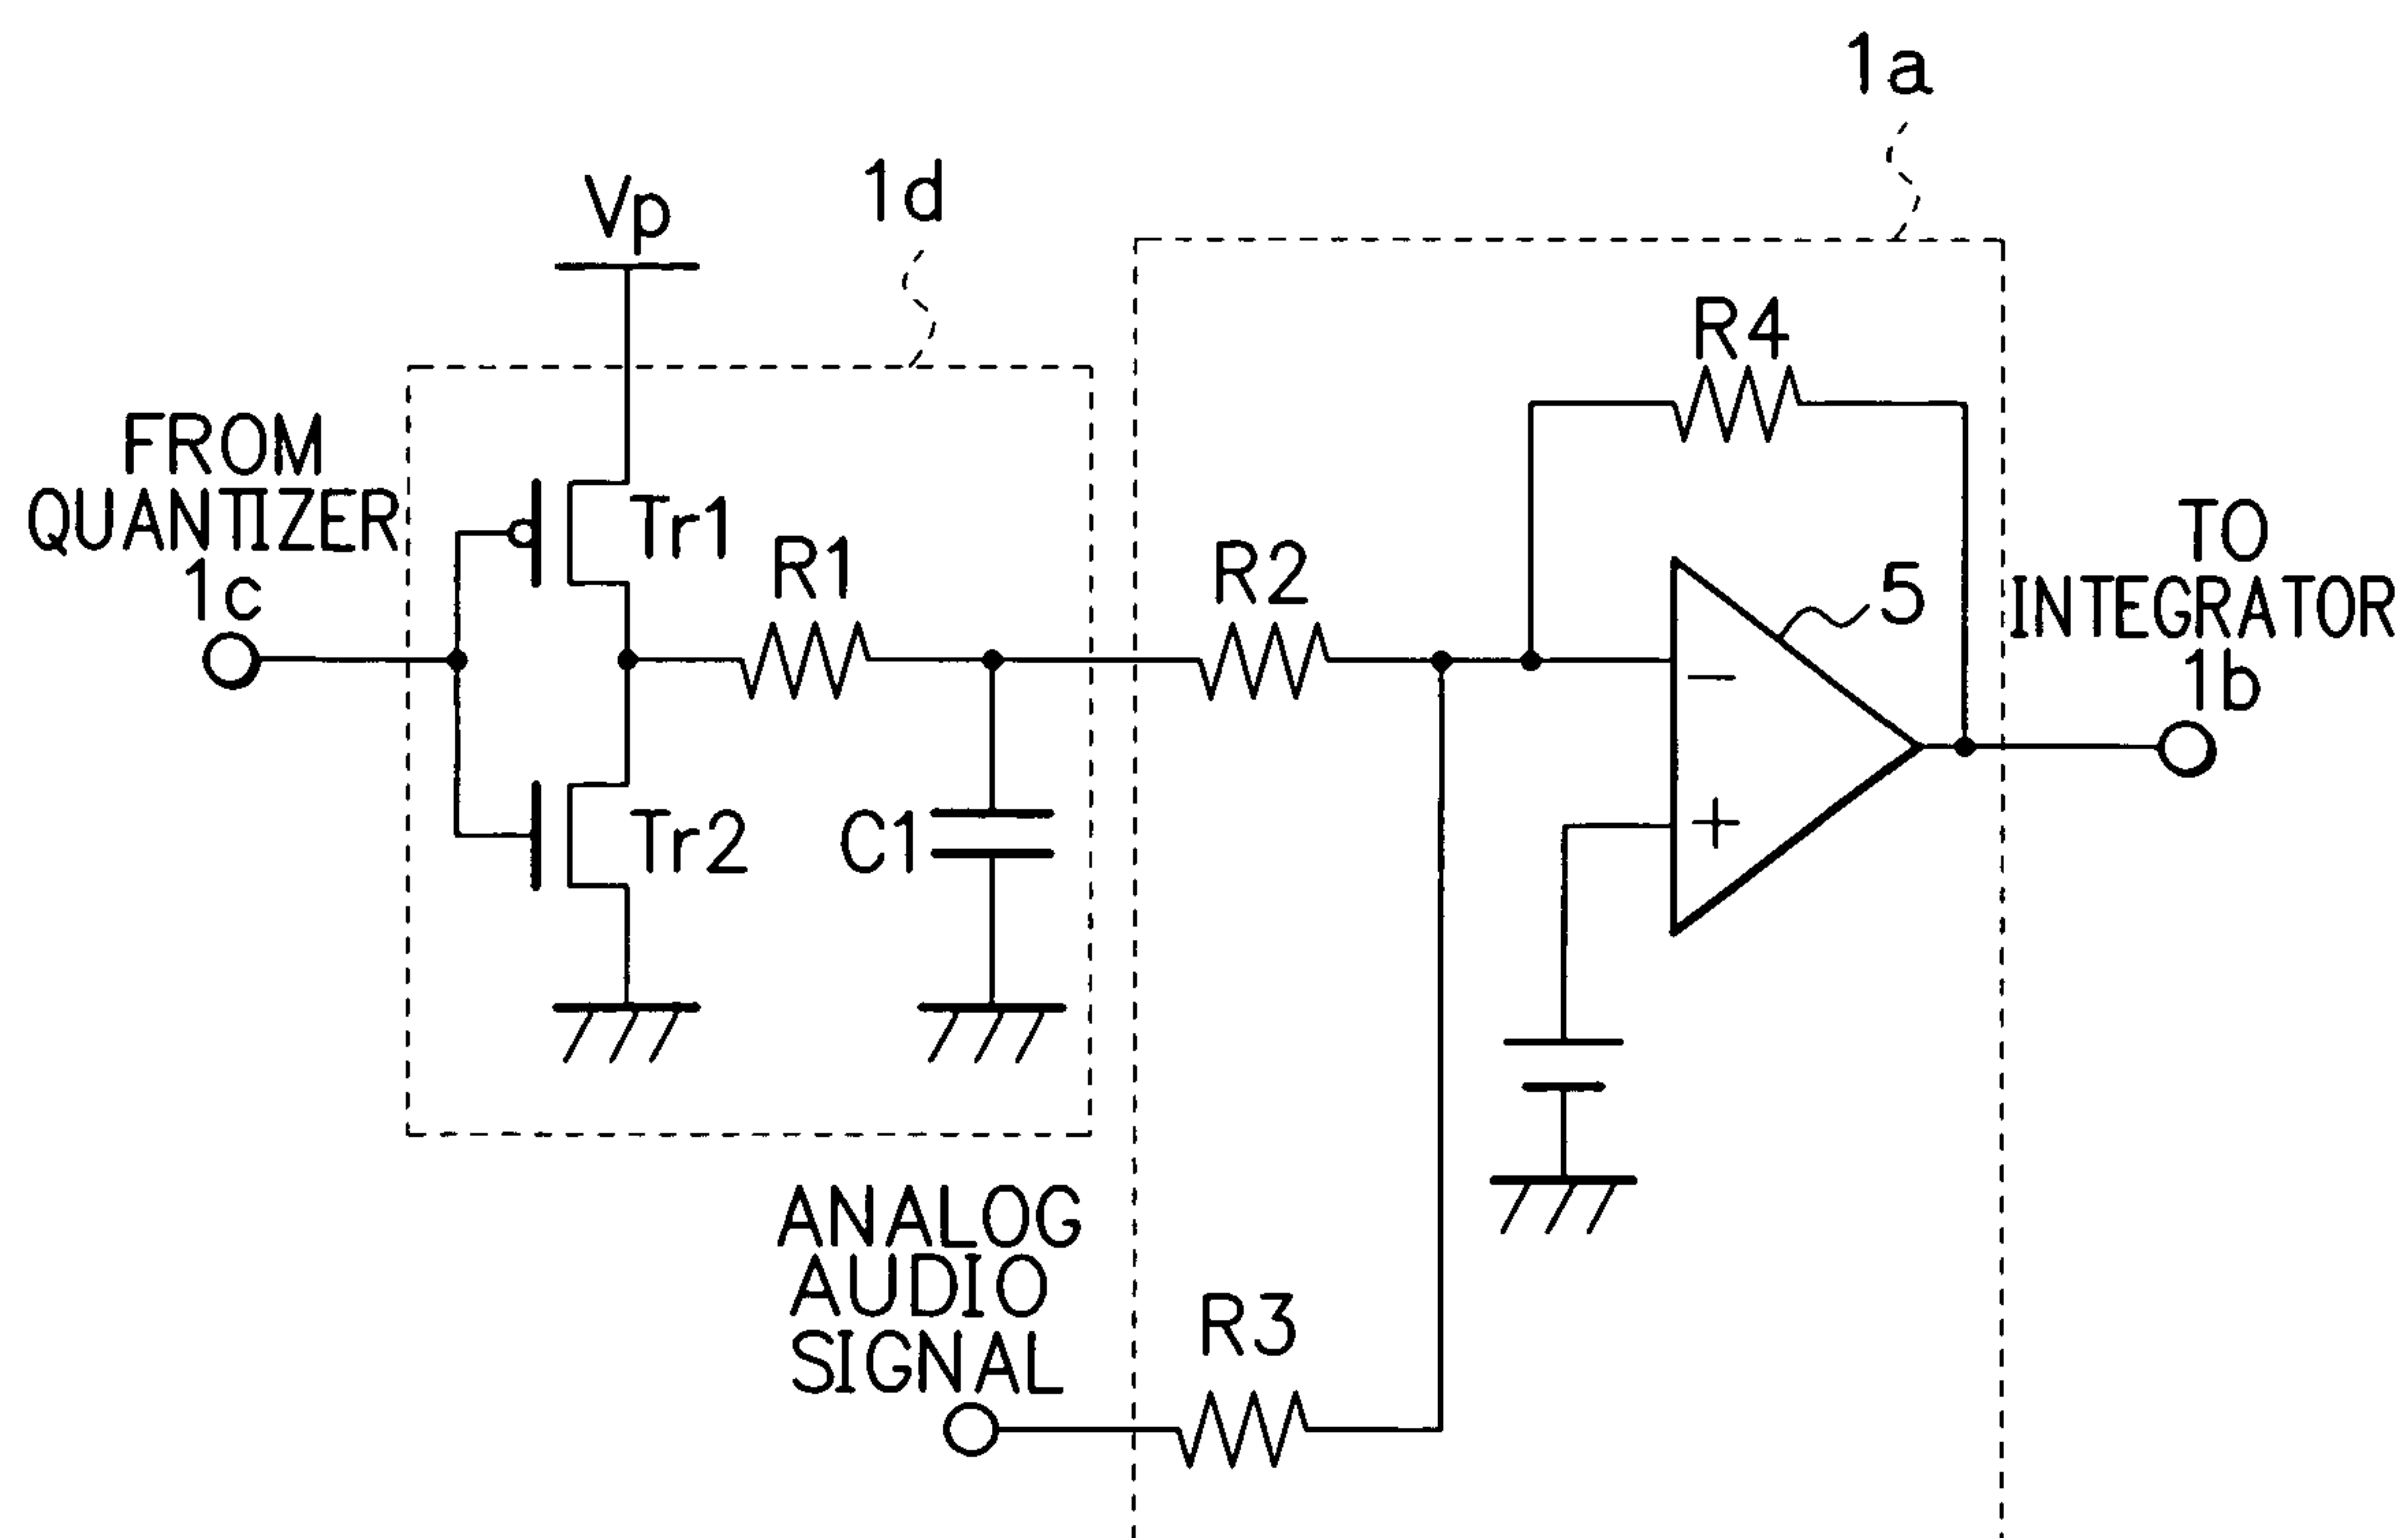 1a
1d
Vp
R4
FROM
QUANTIZER
1c
Tr1
R1
R2
5
TO
INTEGRATOR
1b
−
+
Tr2
C1
ANALOG
AUDIO
SIGNAL
R3